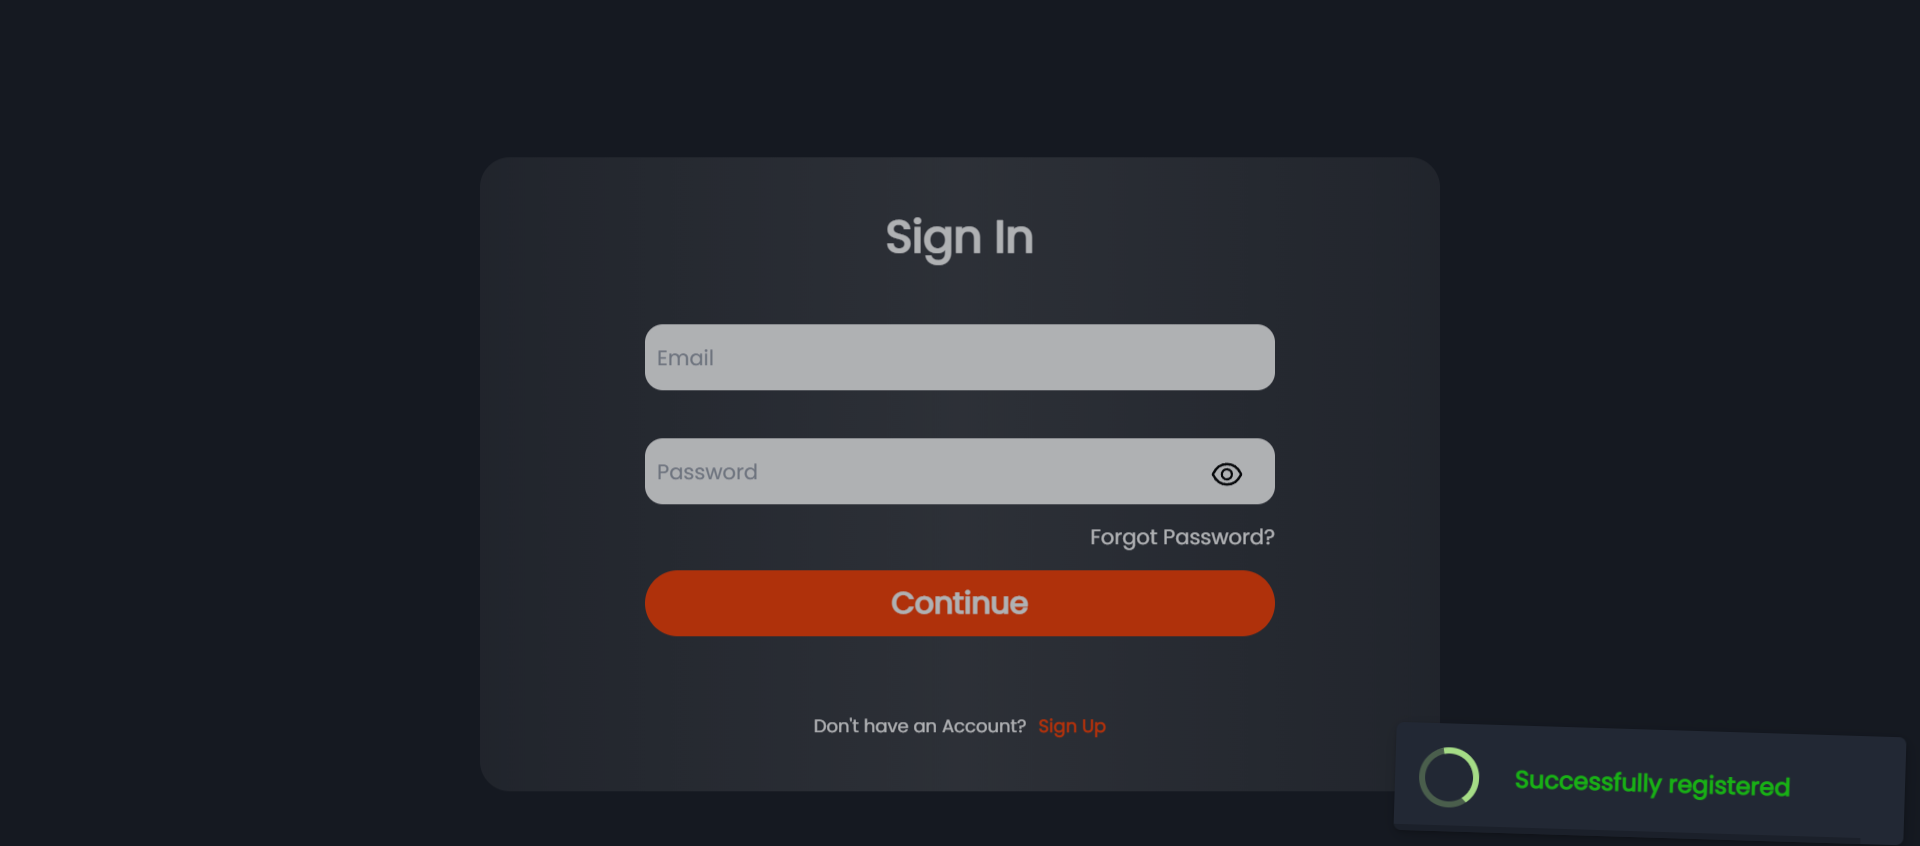 Sign In
Email
Password
Forgot Password?
Continue
Don't have an Account? Sign Up
Successfully registered